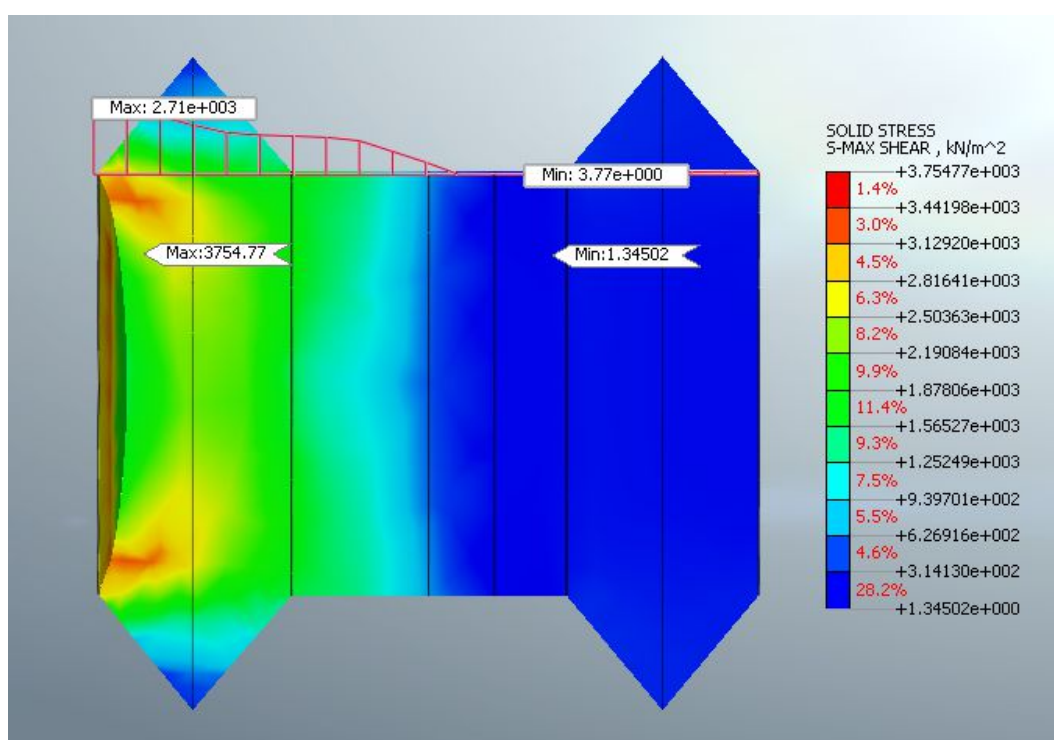 Max: 2.71e+003
Min: 3.77e+000
Max:3754.77
Min:1.34502
SOLID STRESS
S-MAX SHEAR , kN/m^2
+3.75477e+003
1.4%
+3.44198e+003
3.0%
+3.12920e+003
4.5%
+2.81641e+003
6.3%
+2.50363e+003
8.2%
+2.19084e+003
9.9%
+1.87806e+003
11.4%
+1.56527e+003
9.3%
+1.25249e+003
7.5%
+9.39701e+002
5.5%
+6.26916e+002
4.6%
+3.14130e+002
28.2%
+1.34502e+000